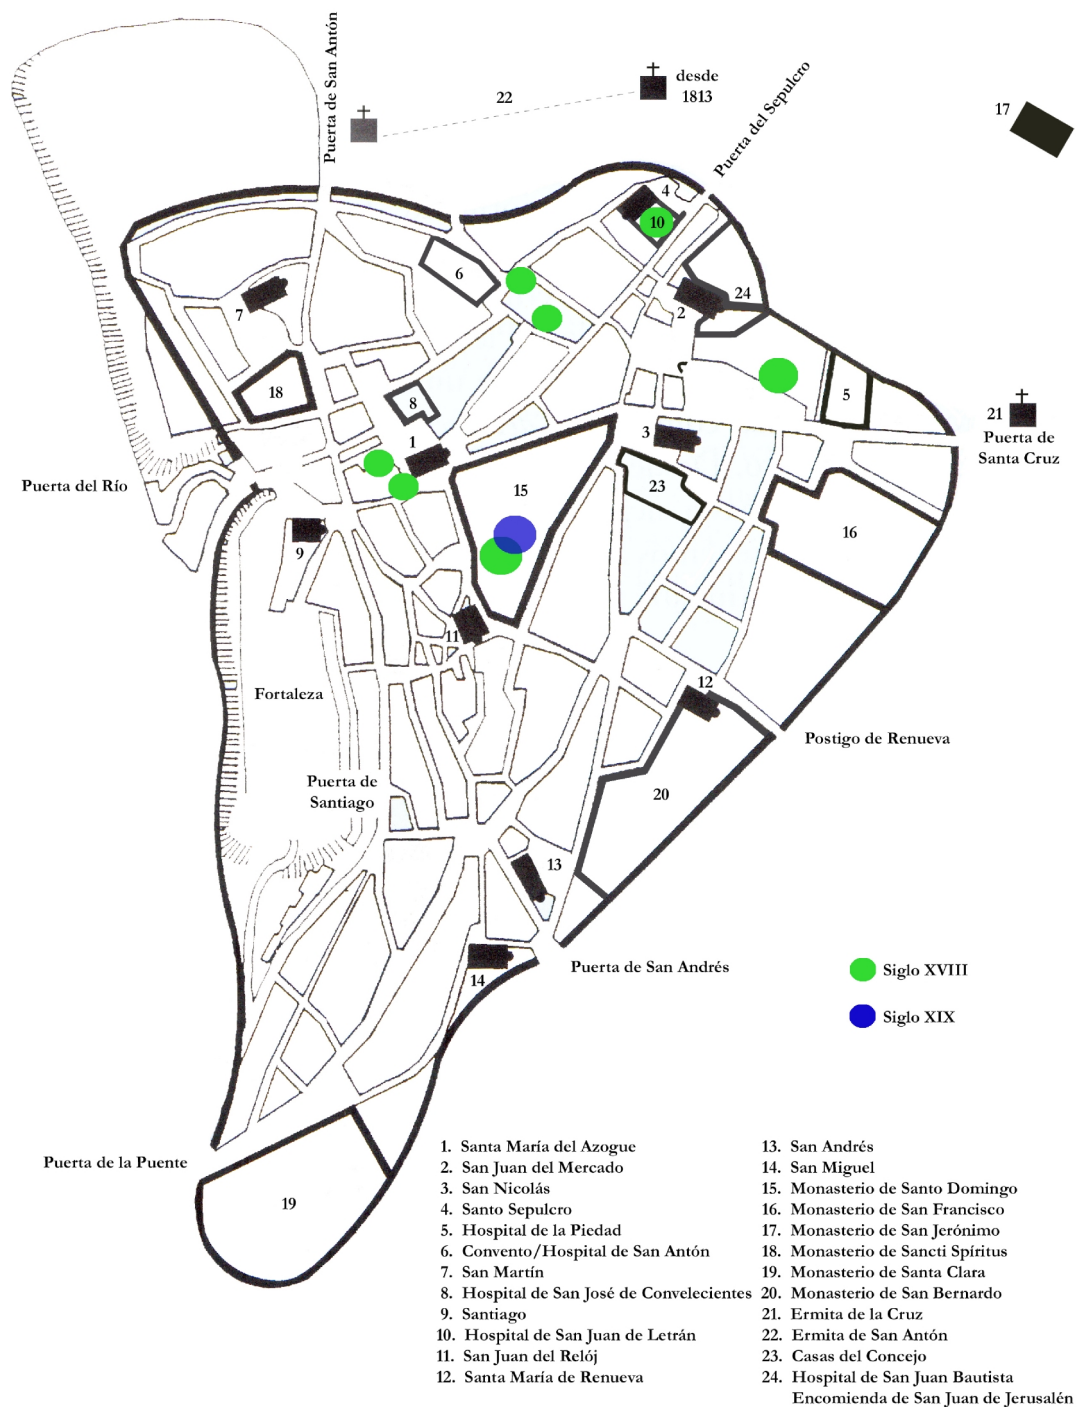 Puerta de San Antón
22
desde
1813
Puerta del Sepulcro
17
4
10
6
24
7
2
18
8
5
21
Puerta de
Santa Cruz
1
3
Puerta del Río
15
23
16
9
11
Fortaleza
12
Postigo de Renueva
Puerta de
Santiago
20
13
Puerta de San Andrés
14
Siglo XVIII
Siglo XIX
Puerta de la Puente
19
1. Santa María del Azogue
2. San Juan del Mercado
3. San Nicolás
4. Santo Sepulcro
5. Hospital de la Piedad
6. Convento/Hospital de San Antón
7. San Martín
8. Hospital de San José de Convelecientes
9. Santiago
10. Hospital de San Juan de Letrán
11. San Juan del Relój
12. Santa María de Renueva
13. San Andrés
14. San Miguel
15. Monasterio de Santo Domingo
16. Monasterio de San Francisco
17. Monasterio de San Jerónimo
18. Monasterio de Sancti Spíritus
19. Monasterio de Santa Clara
20. Monasterio de San Bernardo
21. Ermita de la Cruz
22. Ermita de San Antón
23. Casas del Concejo
24. Hospital de San Juan Bautista
Encomienda de San Juan de Jerusalén